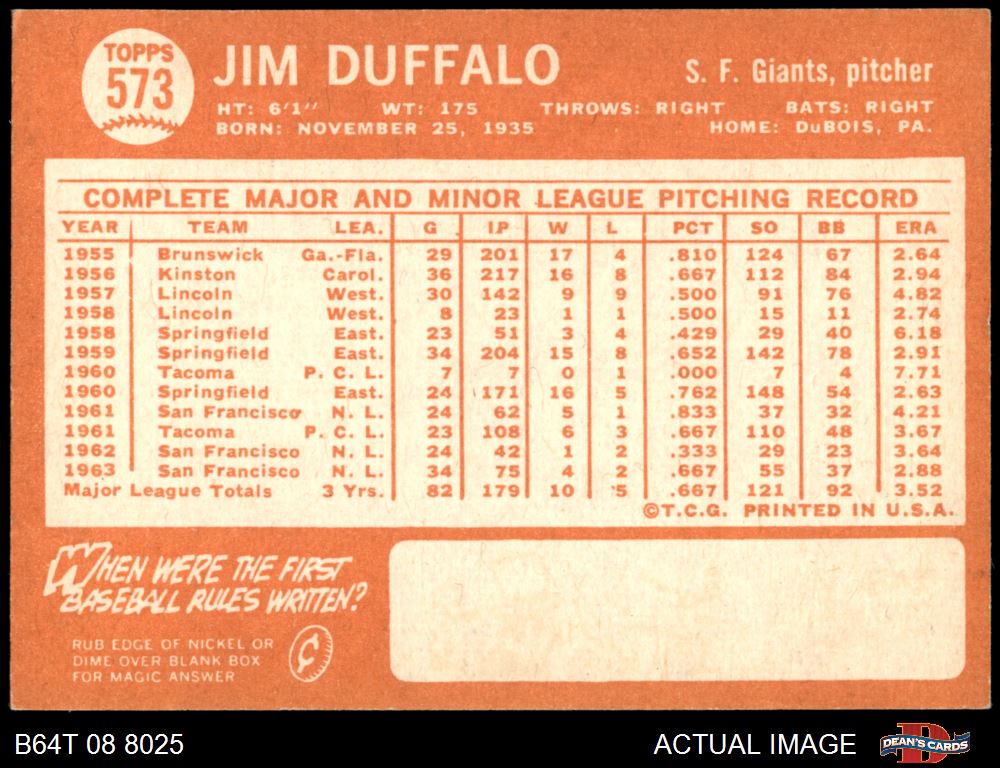 TOPPS
573
JIM DUFFALO
S. F. Giants, pitcher
HT: 6'1" WT: 175 THROWS: RIGHT BATS: RIGHT
BORN: NOVEMBER 25, 1935 HOME: DuBOIS, PA.
COMPLETE MAJOR AND MINOR LEAGUE PITCHING RECORD
YEAR TEAM LEA. G IP W L PCT SO BB ERA
1955 Brunswick Ga.-Fla. 29 201 17 4 .810 124 67 2.64
1956 Kinston Carol. 36 217 16 8 .667 112 84 2.94
1957 Lincoln West. 30 142 9 9 .500 91 76 4.82
1958 Lincoln West. 8 23 1 1 .500 15 11 2.74
1958 Springfield East. 23 51 3 4 .429 29 40 6.18
1959 Springfield East. 34 204 15 8 .652 142 78 2.91
1960 Tacoma P. C. L. 7 7 0 1 .000 7 4 7.71
1960 Springfield East. 24 171 16 5 .762 148 54 2.63
1961 San Francisco N. L. 24 62 5 1 .833 37 32 4.21
1961 Tacoma P. C. L. 23 108 6 3 .667 110 48 3.67
1962 San Francisco N. L. 24 42 1 2 .333 29 23 3.64
1963 San Francisco N. L. 34 75 4 2 .667 55 37 2.88
Major League Totals 3 Yrs. 82 179 10 5 .667 121 92 3.52
©T.C.G. PRINTED IN U.S.A.
WHEN WERE THE FIRST
BASEBALL RULES WRITTEN?
RUB EDGE OF NICKEL OR
DIME OVER BLANK BOX
FOR MAGIC ANSWER
B64T 08 8025
ACTUAL IMAGE
DEAN'S CARDS